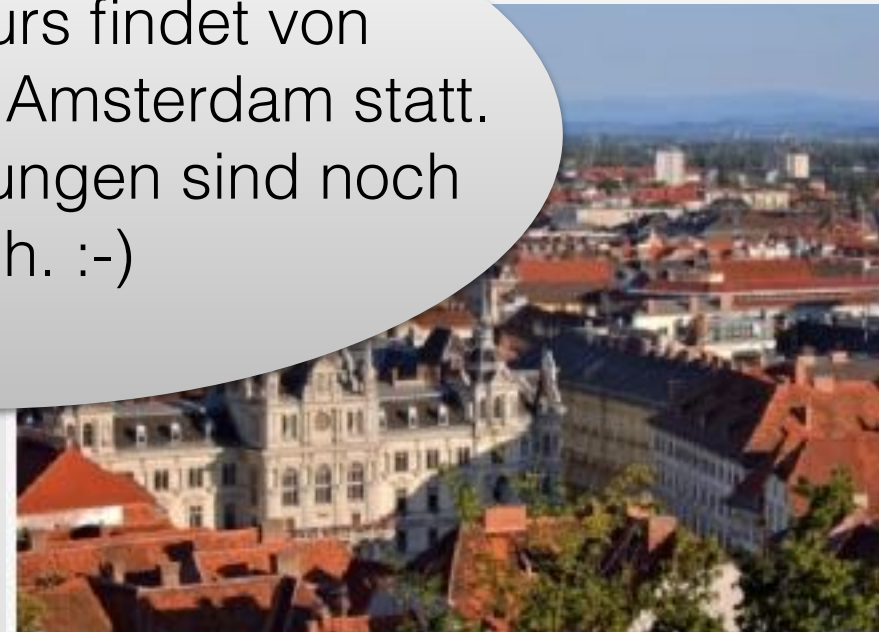 urs findet von
Amsterdam statt.
ungen sind noch
h. :-)